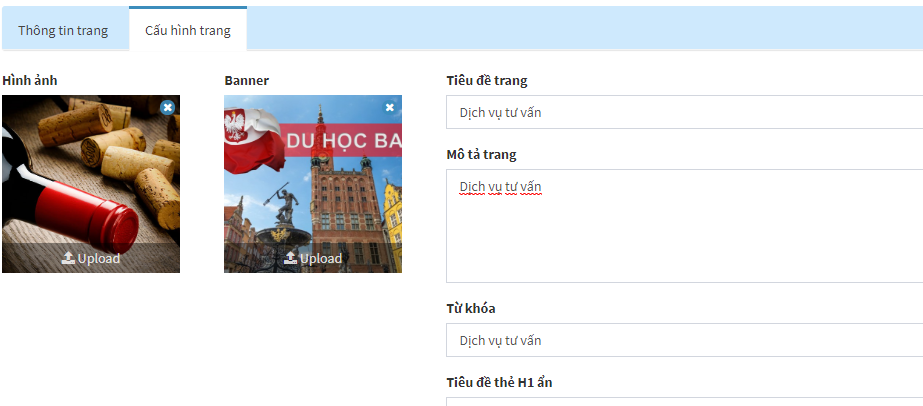 Thông tin trang
Cấu hình trang
Hình ảnh
Upload
Banner
DU HỌC BA
Upload
Tiêu đề trang
Dịch vụ tư vấn
Mô tả trang
Dịch vụ tư vấn
Từ khóa
Dịch vụ tư vấn
Tiêu đề thẻ H1 ẩn